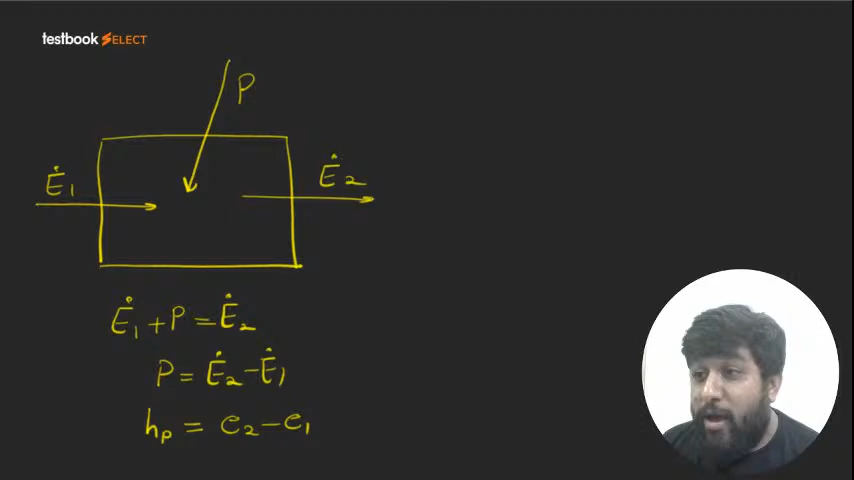 testbook SELECT
P
Ė₁
Ė₂
Ė₁ + P = Ė₂
P = Ė₂ - Ė₁
hₚ = e₂ - e₁